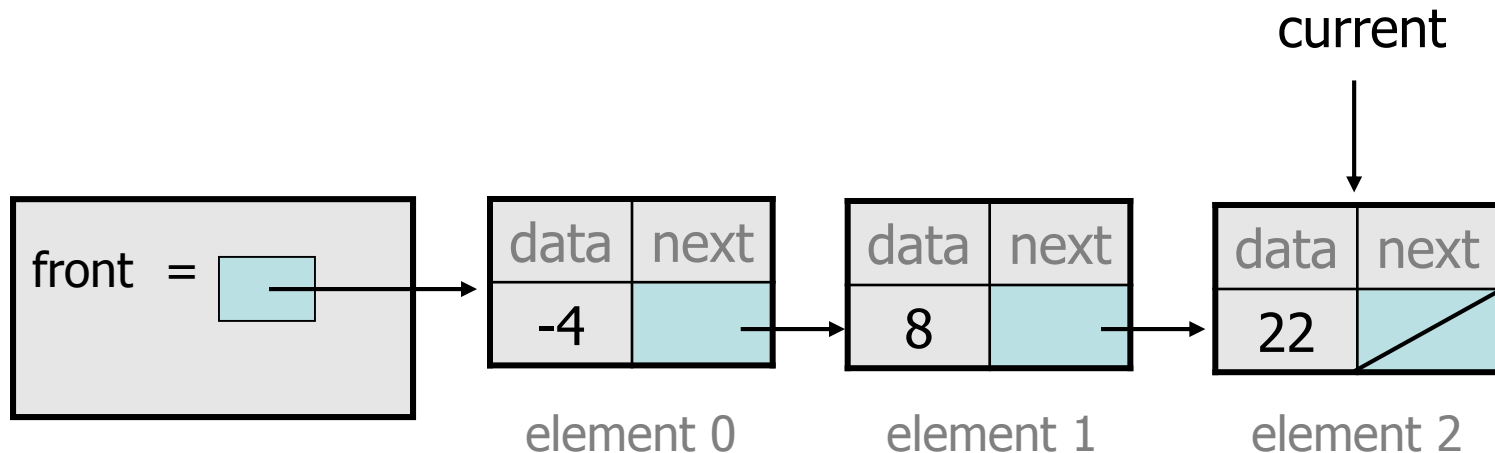 current
front =
data next
-4
element 0
data next
8
element 1
data next
22
element 2